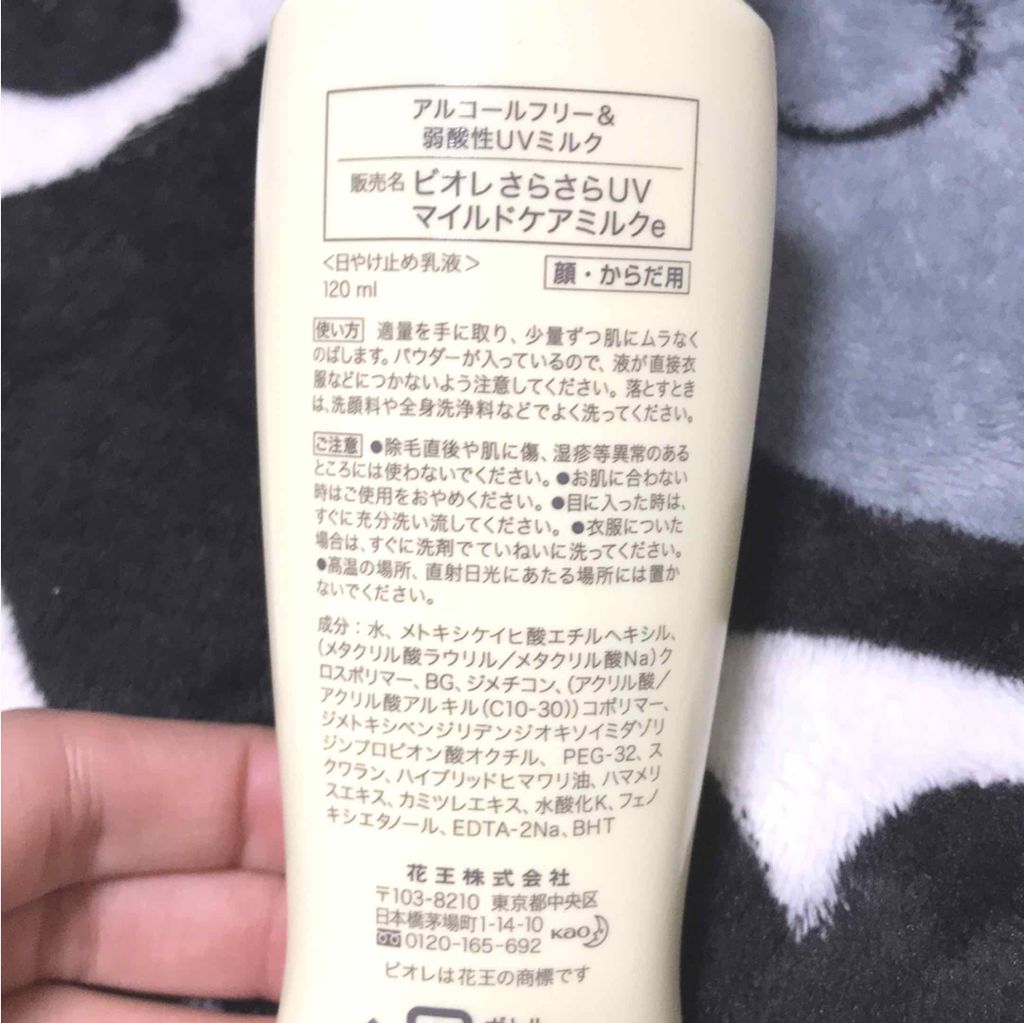 アルコールフリー&
弱酸性UVミルク
販売名 ビオレ さらさらUV
マイルドケアミルクe
<日やけ止め乳液>
顔・からだ用
120 ml
使い方 適量を手に取り、少量ずつ肌にムラなく
のばします。パウダーが入っているので、液が直接衣
服などにつかないよう注意してください。落とすとき
は、洗顔料や全身洗浄料などでよく洗ってください。
ご注意 ●除毛直後や肌に傷、湿疹等異常のある
ところには使わないでください。●お肌に合わない
時はご使用をおやめください。●目に入った時は、
すぐに充分洗い流してください。●衣服についた
場合は、すぐに洗剤でていねいに洗ってください。
●高温の場所、直射日光にあたる場所には置か
ないでください。
成分：水、メトキシケイヒ酸エチルヘキシル、
(メタクリル酸ラウリル/メタクリル酸Na)ク
ロスポリマー、BG、ジメチコン、(アクリル酸/
アクリル酸アルキル(C10-30))コポリマー、
ジメトキシベンジリデンジオキソイミダゾリ
ジンプロピオン酸オクチル、PEG-32、ス
クワラン、ハイブリッドヒマワリ油、ハマメリ
スエキス、カミツレエキス、水酸化K、フェノ
キシエタノール、EDTA-2Na、BHT
花王株式会社
〒103-8210 東京都中央区
日本橋茅場町1-14-10
0120-165-692
Kao
ビオレは花王の商標です